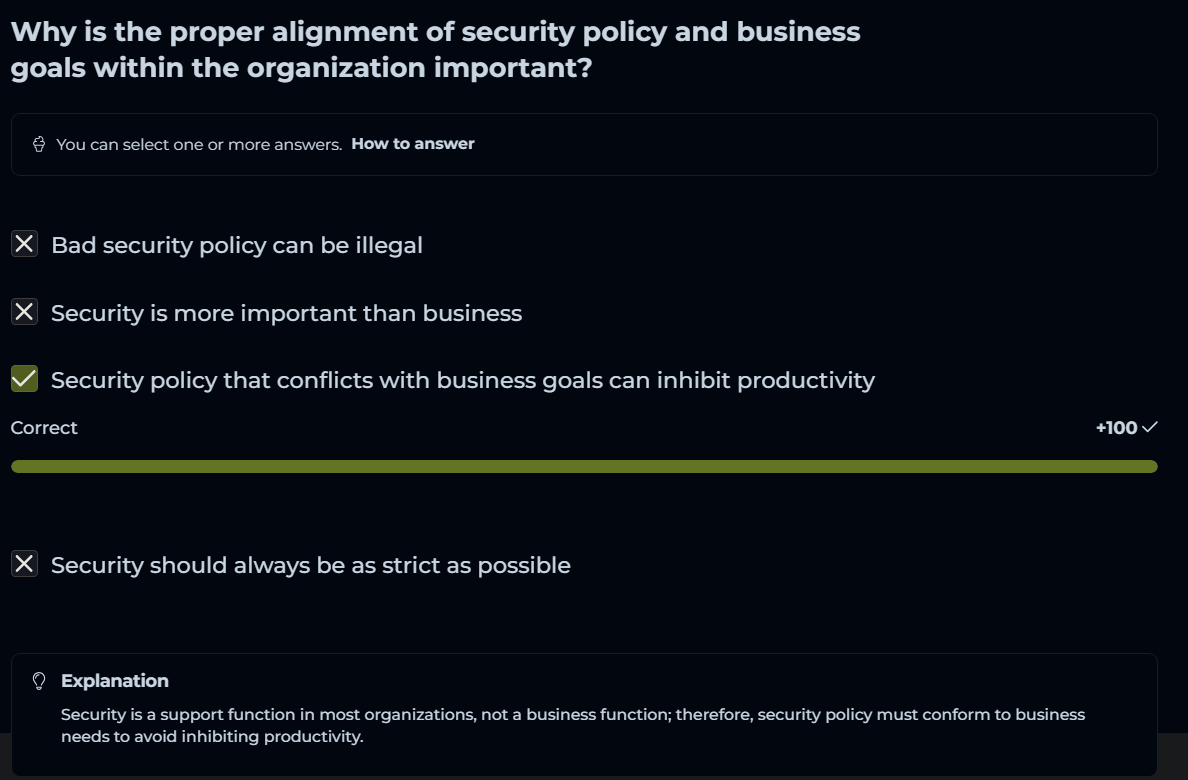 Why is the proper alignment of security policy and business
goals within the organization important?
You can select one or more answers. How to answer
Bad security policy can be illegal
Security is more important than business
Security policy that conflicts with business goals can inhibit productivity
Correct
+100
Security should always be as strict as possible
Explanation
Security is a support function in most organizations, not a business function; therefore, security policy must conform to business
needs to avoid inhibiting productivity.